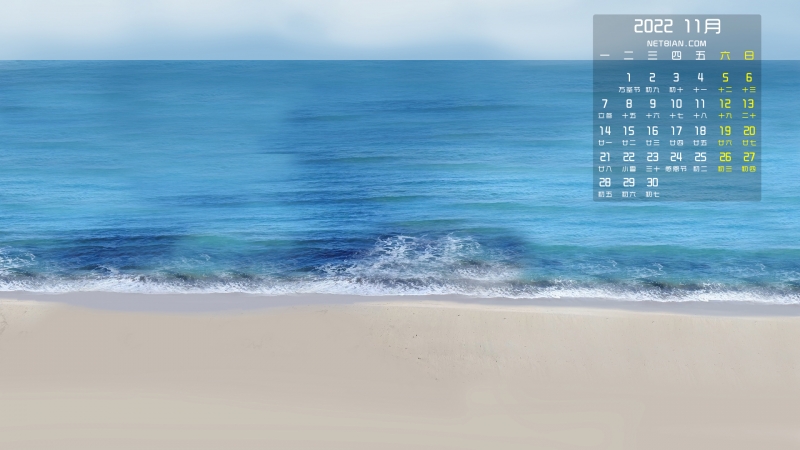 2022 11月
NETBIAN.COM
一 二 三 四 五 六 日
1 2 3 4 5 6
万圣节 初九 初十 十一 十二 十三
7 8 9 10 11 12 13
十五 十六 十七 十八 十九 二十
14 15 16 17 18 19 20
廿一 廿二 廿三 廿四 廿五 廿六 廿七
21 22 23 24 25 26 27
廿八 小雪 三十 感恩节 初二 初三 初四
28 29 30
初五 初六 初七